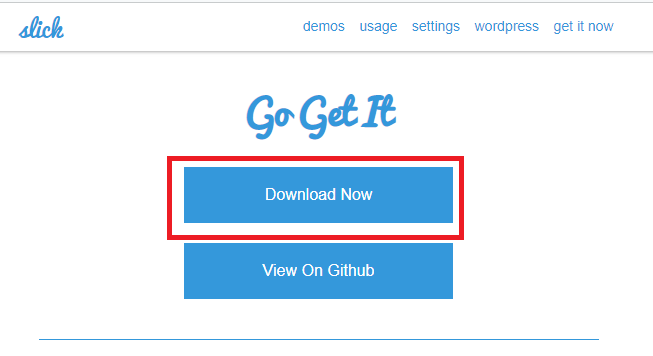 slick demos usage settings wordpress get it now
Go Get It
Download Now
View On Github